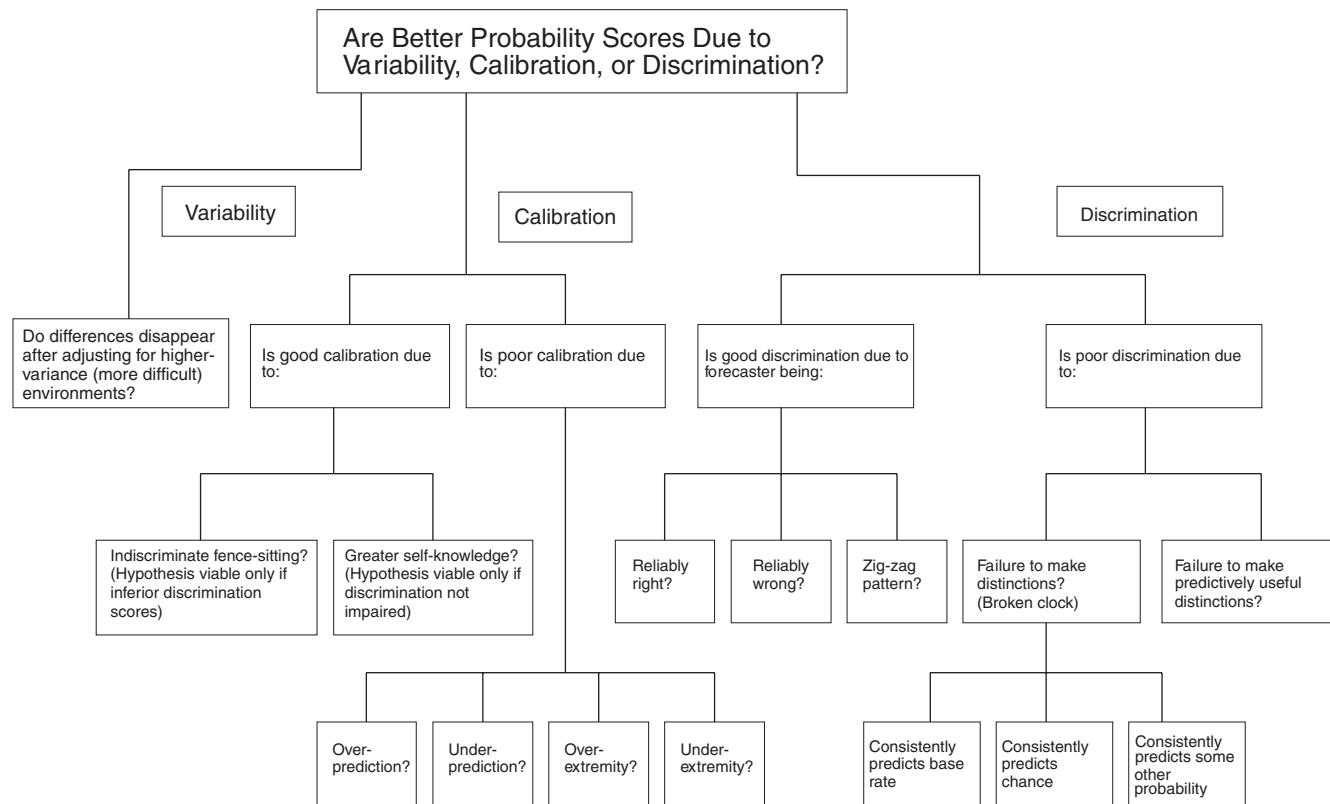 Are Better Probability Scores Due to
Variability, Calibration, or Discrimination?
Variability
Calibration
Discrimination
Do differences disappear
after adjusting for higher-
variance (more difficult)
environments?
Is good calibration due
to:
Is poor calibration due
to:
Is good discrimination due to
forecaster being:
Is poor discrimination due
to:
Indiscriminate fence-sitting?
(Hypothesis viable only if
inferior discrimination
scores)
Greater self-knowledge?
(Hypothesis viable only if
discrimination not
impaired)
Reliably
right?
Reliably
wrong?
Zig-zag
pattern?
Failure to make
distinctions?
(Broken clock)
Failure to make
predictively useful
distinctions?
Over-
prediction?
Under-
prediction?
Over-
extremity?
Under-
extremity?
Consistently
predicts base
rate
Consistently
predicts
chance
Consistently
predicts some
other
probability